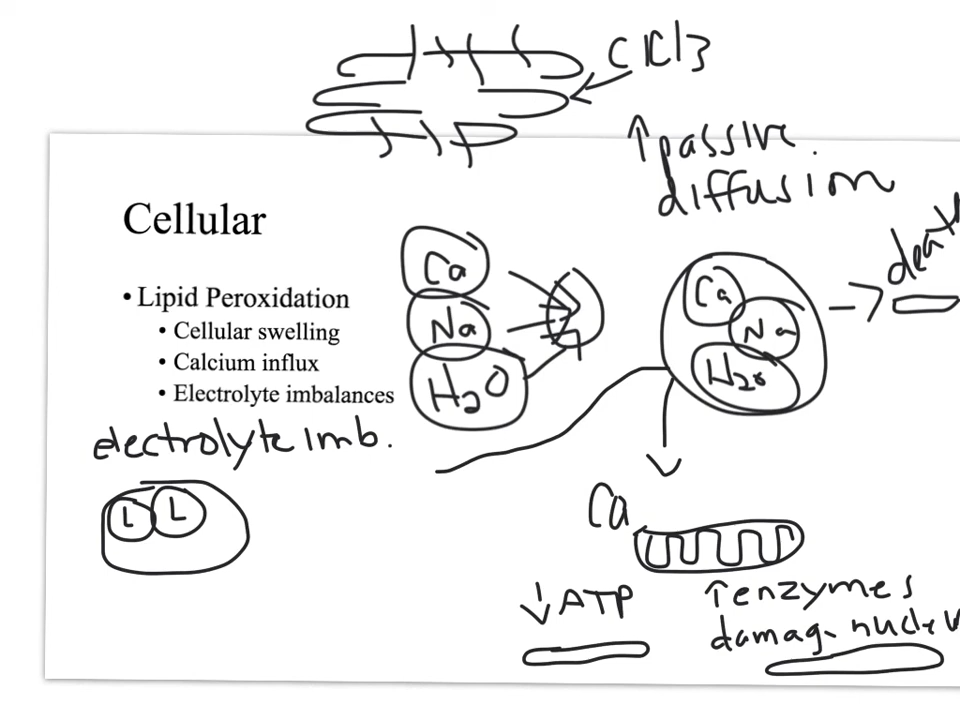 CCl3
↑passive
diffusion
Cellular
death
• Lipid Peroxidation
• Cellular swelling
• Calcium influx
• Electrolyte imbalances
Ca
Na
H2O
Ca
Na
H2o
electrolyte imb.
L L
Ca
↓ATP
↑enzymes
damage